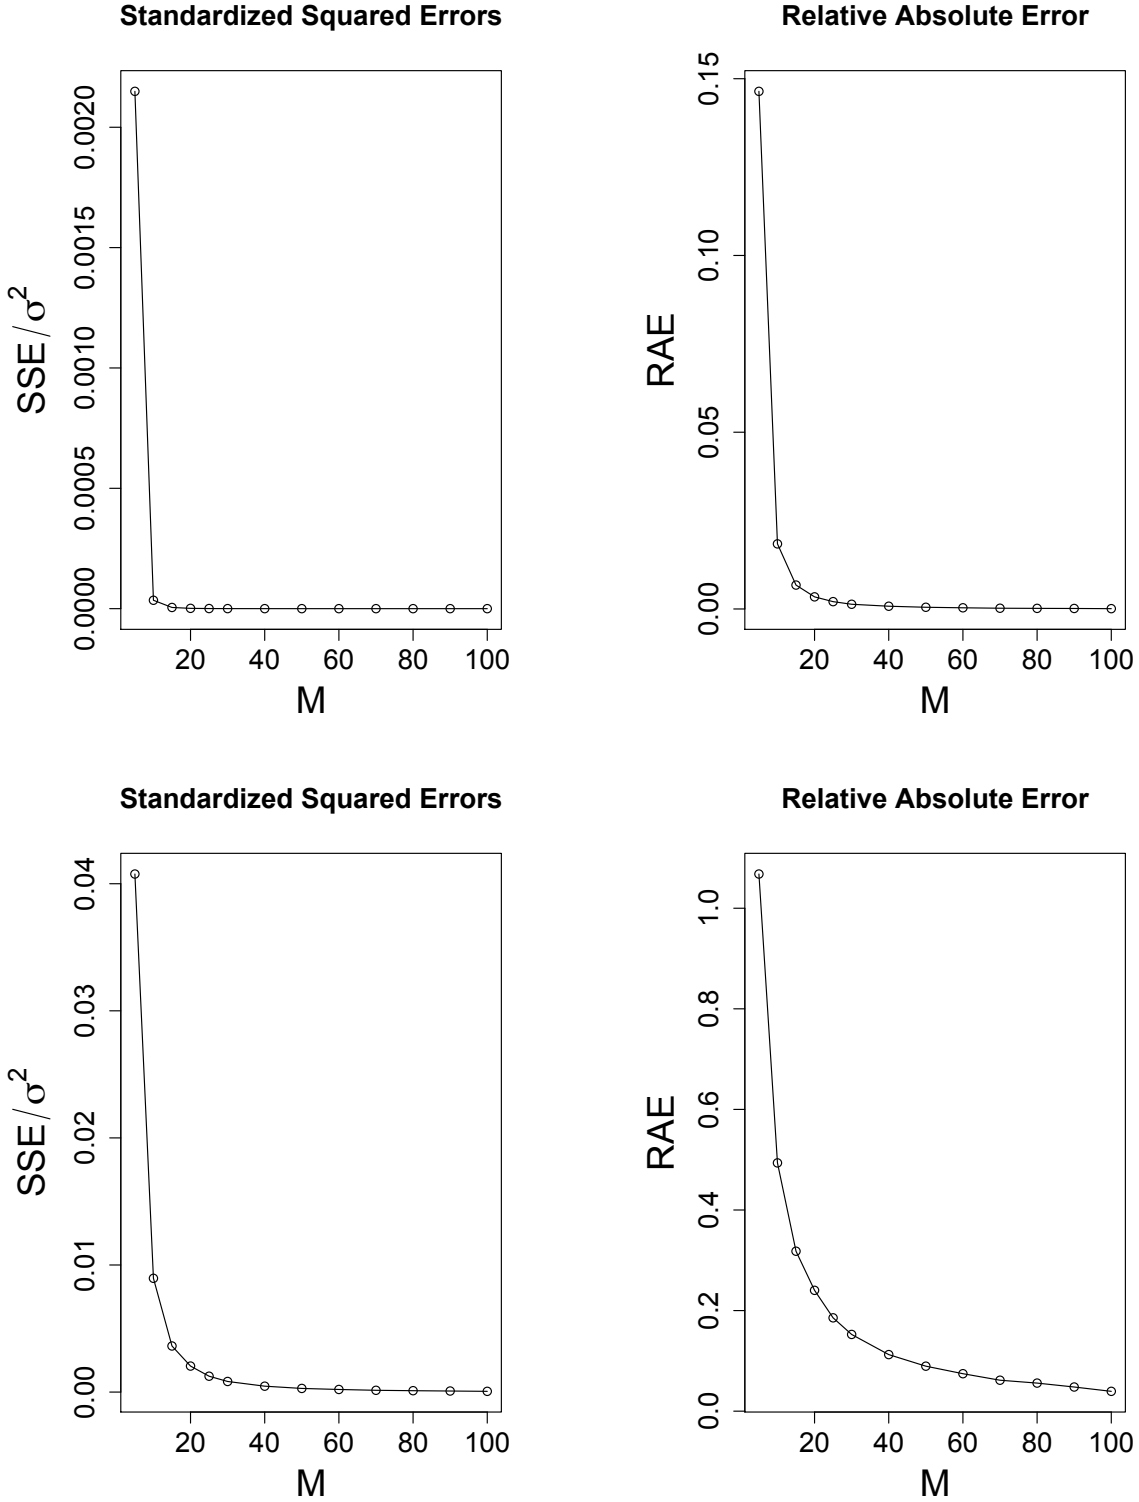 Standardized Squared Errors
SSE/σ²
0.0020
0.0015
0.0010
0.0005
0.0000
20 40 60 80 100
M
Relative Absolute Error
RAE
0.15
0.10
0.05
0.00
20 40 60 80 100
M
Standardized Squared Errors
SSE/σ²
0.04
0.03
0.02
0.01
0.00
20 40 60 80 100
M
Relative Absolute Error
RAE
1.0
0.8
0.6
0.4
0.2
0.0
20 40 60 80 100
M